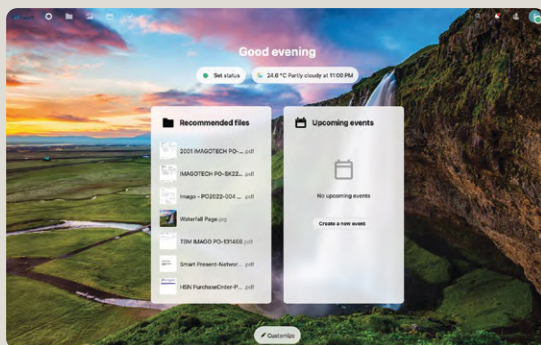 Good evening
Set status
24.6 °C Partly cloudy at 11:00 PM
Recommended files
2001 IMAGOTECH PO-... .pdf
IMAGOTECH PO-SK22... .pdf
Imago - PO2022-004 ... .pdf
Waterfall Page.jpg
TBM IMAGO PO-131468.pdf
Smart Present-Networ... .pdf
HSN PurchaseOrder-P... .pdf
Upcoming events
No upcoming events
Create a new event
Customize